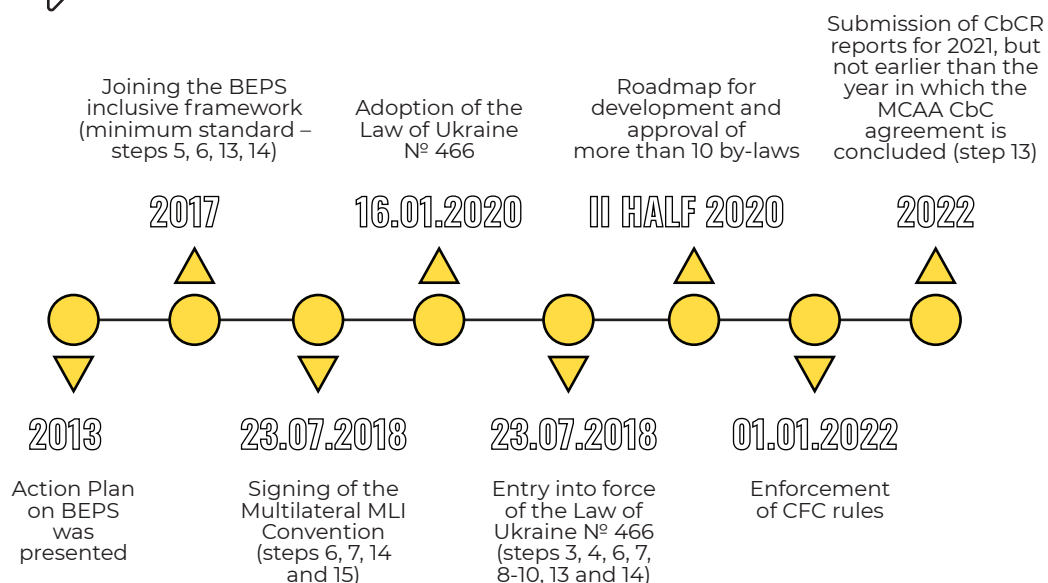 Joining the BEPS
inclusive framework
(minimum standard –
steps 5, 6, 13, 14)
2017
Adoption of the
Law of Ukraine
№ 466
16.01.2020
Roadmap for
development and
approval of
more than 10 by-laws
II HALF 2020
Submission of CbCR
reports for 2021, but
not earlier than the
year in which the
MCAA CbC
agreement is
concluded (step 13)
2022
2013
Action Plan
on BEPS
was
presented
23.07.2018
Signing of the
Multilateral MLI
Convention
(steps 6, 7, 14
and 15)
23.07.2018
Entry into force
of the Law of
Ukraine № 466
(steps 3, 4, 6, 7,
8-10, 13 and 14)
01.01.2022
Enforcement
of CFC rules